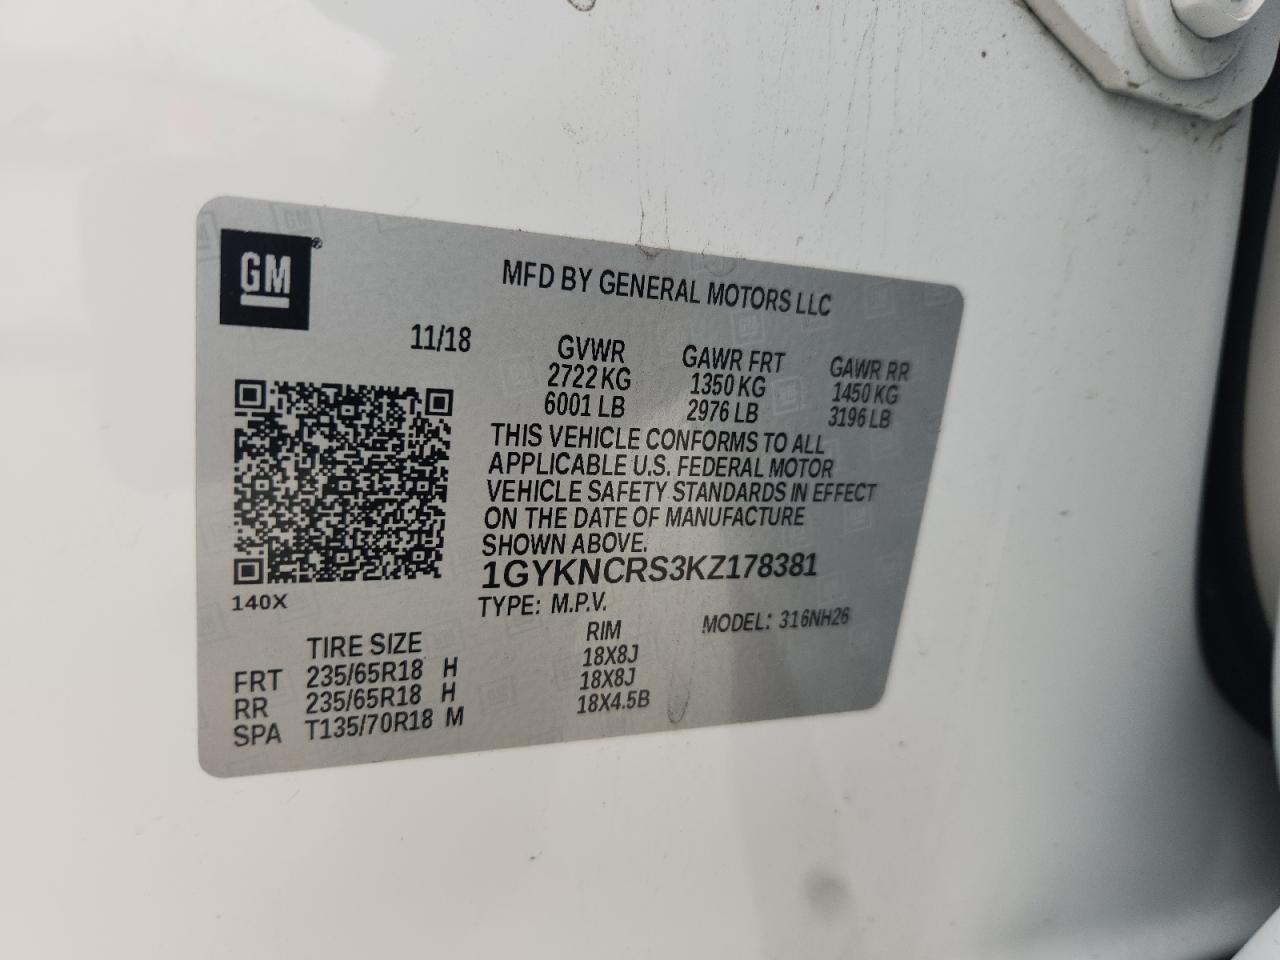 GM®
MFD BY GENERAL MOTORS LLC
11/18
GVWR GAWR FRT GAWR RR
2722 KG 1350 KG 1450 KG
6001 LB 2976 LB 3196 LB
THIS VEHICLE CONFORMS TO ALL
APPLICABLE U.S. FEDERAL MOTOR
VEHICLE SAFETY STANDARDS IN EFFECT
ON THE DATE OF MANUFACTURE
SHOWN ABOVE.
1GYKNCRS3KZ178381
140X
TYPE: M.P.V. MODEL: 316NH26
TIRE SIZE RIM
FRT 235/65R18 H 18X8J
RR 235/65R18 H 18X8J
SPA T135/70R18 M 18X4.5B